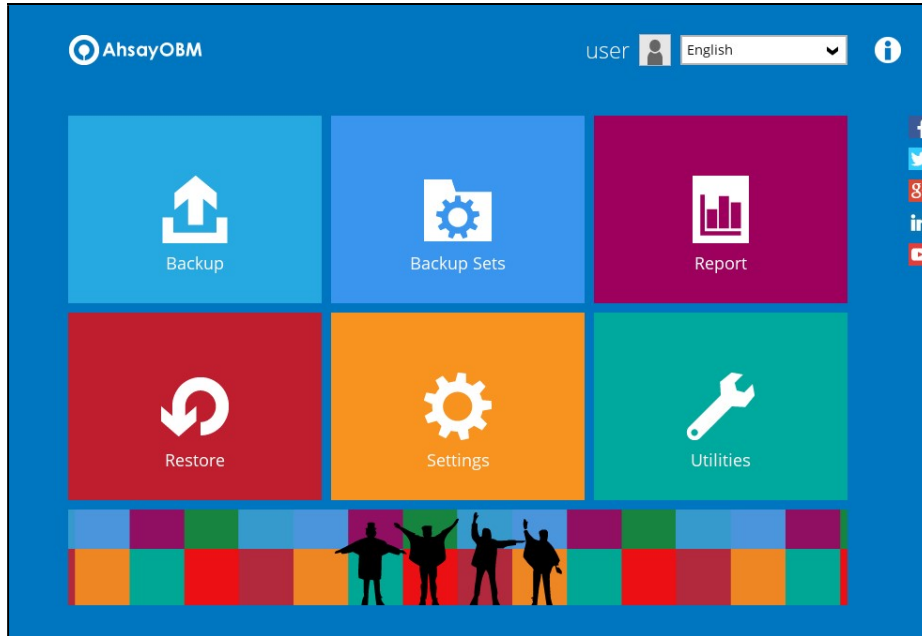 AhsayOBM
user English
Backup
Backup Sets
Report
Restore
Settings
Utilities